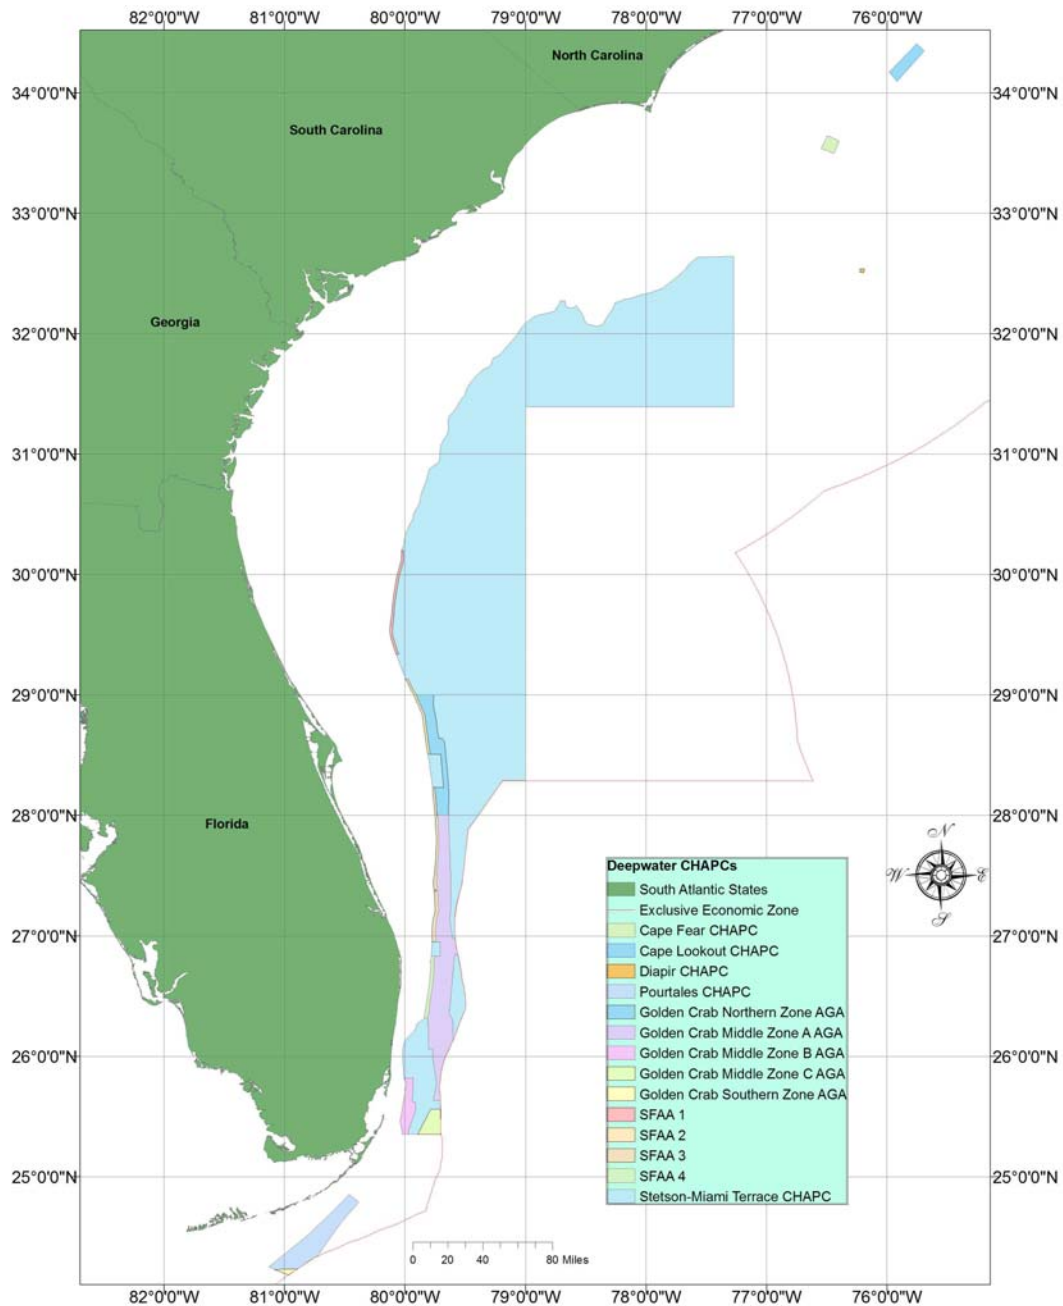 82°0'0"W 81°0'0"W 80°0'0"W 79°0'0"W 78°0'0"W 77°0'0"W 76°0'0"W
North Carolina
34°0'0"N 34°0'0"N
South Carolina
33°0'0"N 33°0'0"N
Georgia
32°0'0"N 32°0'0"N
31°0'0"N 31°0'0"N
30°0'0"N 30°0'0"N
29°0'0"N 29°0'0"N
28°0'0"N 28°0'0"N
Florida
N
W E
S
Deepwater CHAPCs
South Atlantic States
Exclusive Economic Zone
Cape Fear CHAPC
Cape Lookout CHAPC
Diapir CHAPC
Pourtales CHAPC
Golden Crab Northern Zone AGA
Golden Crab Middle Zone A AGA
Golden Crab Middle Zone B AGA
Golden Crab Middle Zone C AGA
Golden Crab Southern Zone AGA
SFAA 1
SFAA 2
SFAA 3
SFAA 4
Stetson-Miami Terrace CHAPC
27°0'0"N 27°0'0"N
26°0'0"N 26°0'0"N
25°0'0"N 25°0'0"N
0 20 40 80 Miles
82°0'0"W 81°0'0"W 80°0'0"W 79°0'0"W 78°0'0"W 77°0'0"W 76°0'0"W